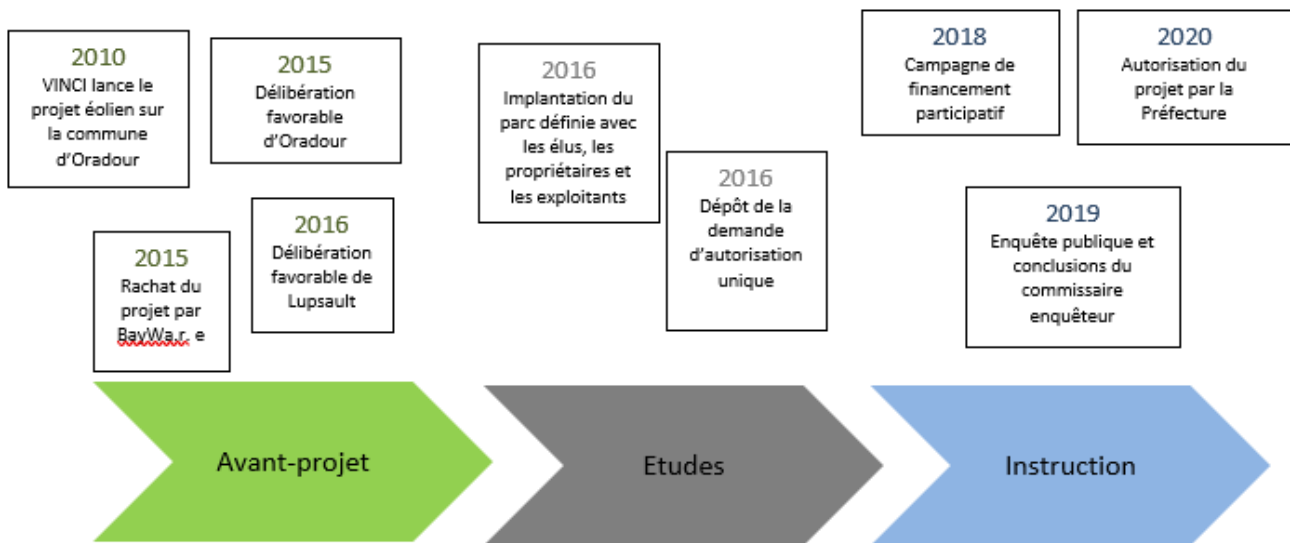 2010
VINCI lance le
projet éolien sur
la commune
d'Oradour
2015
Délibération
favorable
d'Oradour
2015
Rachat du
projet par
BayWa.r. e
2016
Délibération
favorable de
Lupsault
2016
Implantation du
parc définie avec
les élus, les
propriétaires et
les exploitants
2016
Dépôt de la
demande
d'autorisation
unique
2018
Campagne de
financement
participatif
2020
Autorisation du
projet par la
Préfecture
2019
Enquête publique et
conclusions du
commissaire
enquêteur
Avant-projet
Etudes
Instruction